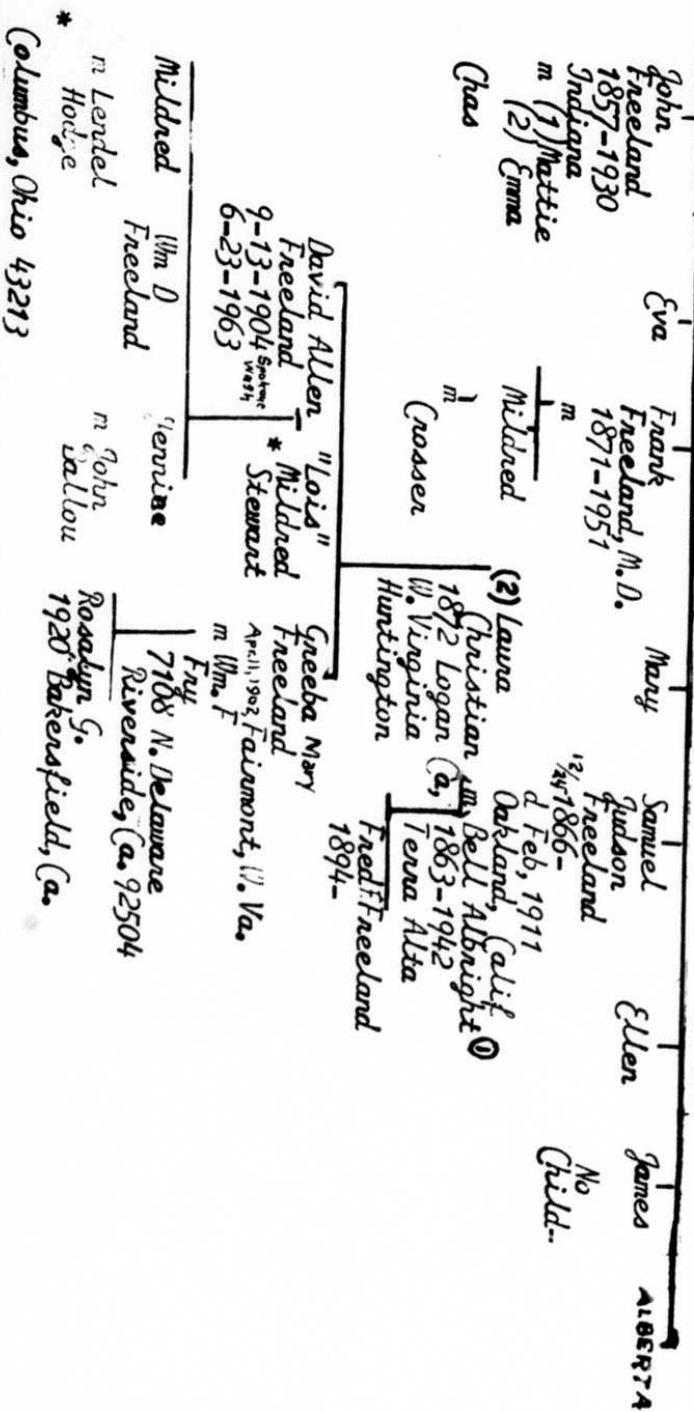 John
Freeland
1857-1930
Indiana
m (1) Mattie
(2) Emma
Chas
Eva
Frank
Freeland, M.D.
1871-1951
m
Mildred
m
Crosser
Mary
Samuel
Judson
Freeland
12/24 1866-
d Feb, 1911
Oakland, Calif
m Bell Albright ①
1863-1942
Terra Alta
Fred F. Freeland
1894-
(2) Laura
Christian
1872 Logan Co,
W. Virginia
Huntington
Ellen
James
No
Child--
ALBERTA
David Allen
Freeland
9-13-1904 Spokane Wash
6-23-1963
"Lois"
* Mildred
Stewart
Greeba Mary
Freeland
April, 1902, Fairmont, W. Va.
m Wm. F
Fry
7108 N. Delaware
Riverside, Ca. 92504
Rosalyn G.
1920 Bakersfield, Ca.
Mildred
m Lendel
Hodge
Wm D
Freeland
m John
Ballou
*
Columbus, Ohio 43213